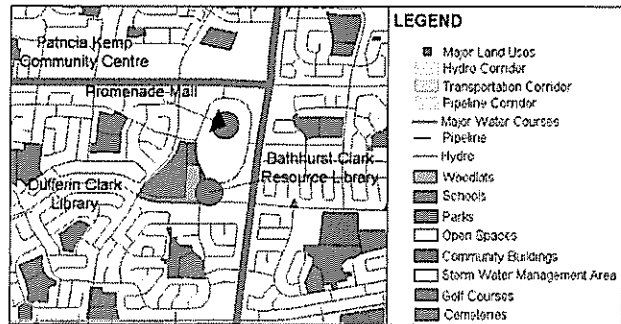 Patricia Kemp
Community Centre
Promenade Mall
Bathhurst Clark
Resource Library
Dufferin Clark
Library
LEGEND
Major Land Uses
Hydro Corridor
Transportation Corridor
Pipeline Corridor
Major Water Courses
Pipeline
Hydro
Woodlots
Schools
Parks
Open Spaces
Community Buildings
Storm Water Management Area
Golf Courses
Cemeteries